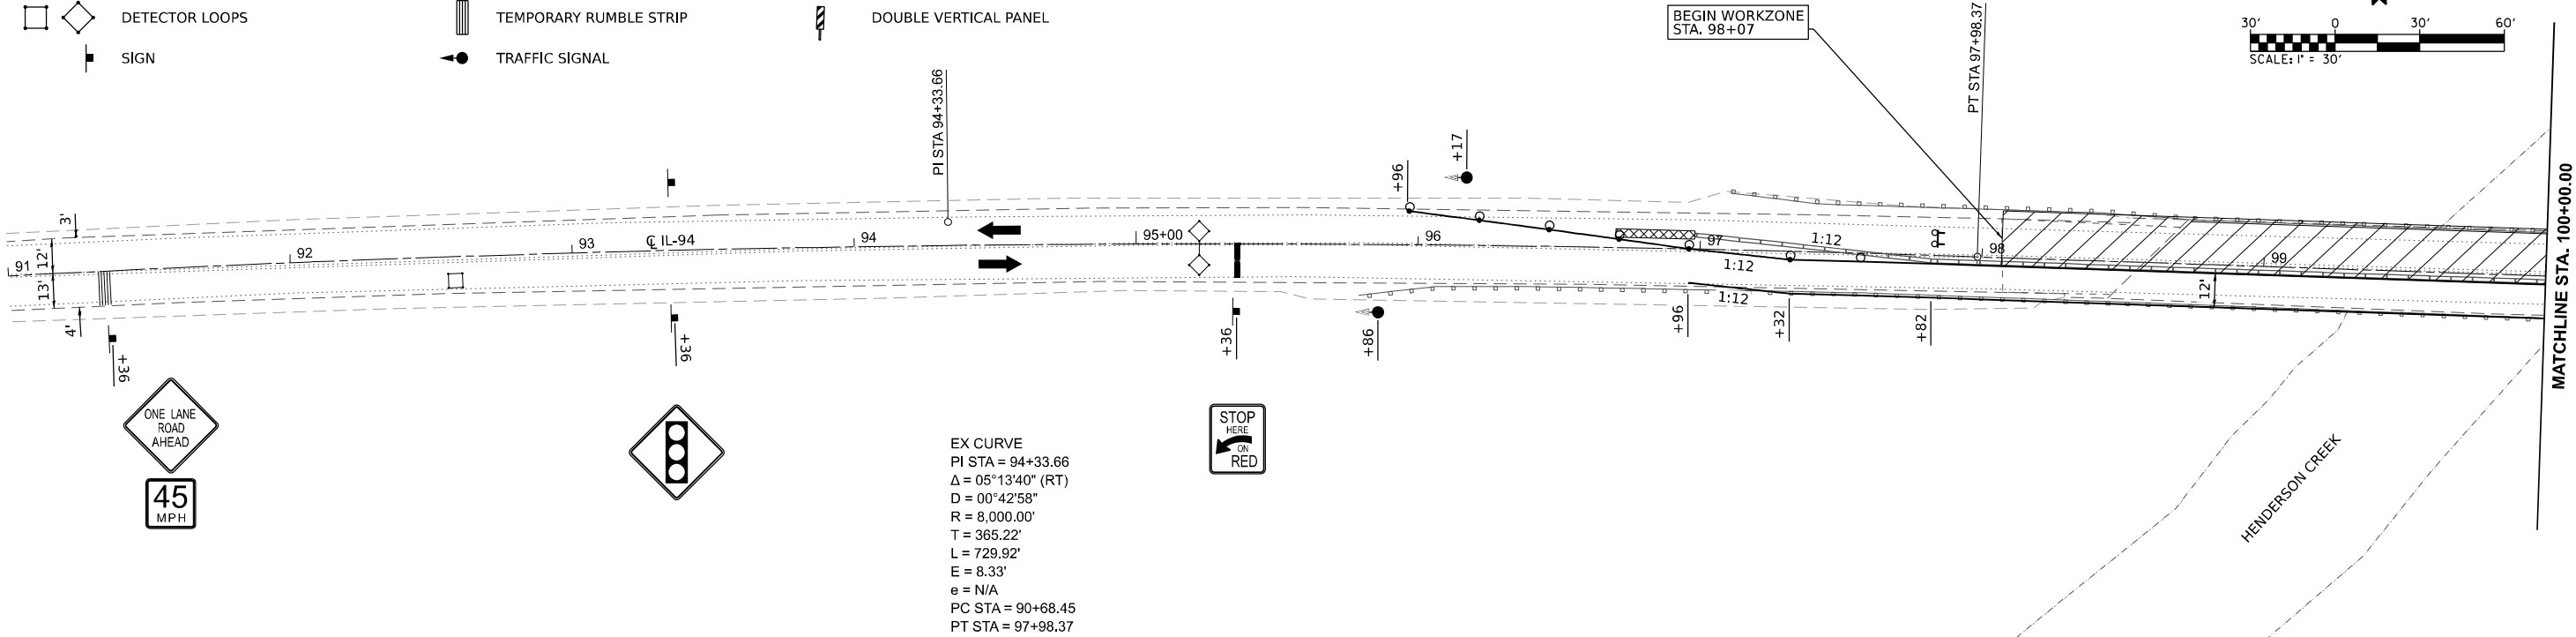 DETECTOR LOOPS
TEMPORARY RUMBLE STRIP
DOUBLE VERTICAL PANEL
SIGN
TRAFFIC SIGNAL
BEGIN WORKZONE
STA. 98+07
30' 0 30' 60'
SCALE: 1" = 30'
PI STA 94+33.66
PT STA 97+98.37
+96
+17
3'
12'
13'
4'
91
92
93
℄ IL-94
94
95+00
96
97
98
99
1:12
1:12
1:12
12'
MATCHLINE STA. 100+00.00
+36
+36
+36
+86
+96
+32
+82
ONE LANE
ROAD
AHEAD
45
MPH
STOP
HERE
ON
RED
EX CURVE
PI STA = 94+33.66
Δ = 05°13'40" (RT)
D = 00°42'58"
R = 8,000.00'
T = 365.22'
L = 729.92'
E = 8.33'
e = N/A
PC STA = 90+68.45
PT STA = 97+98.37
HENDERSON CREEK